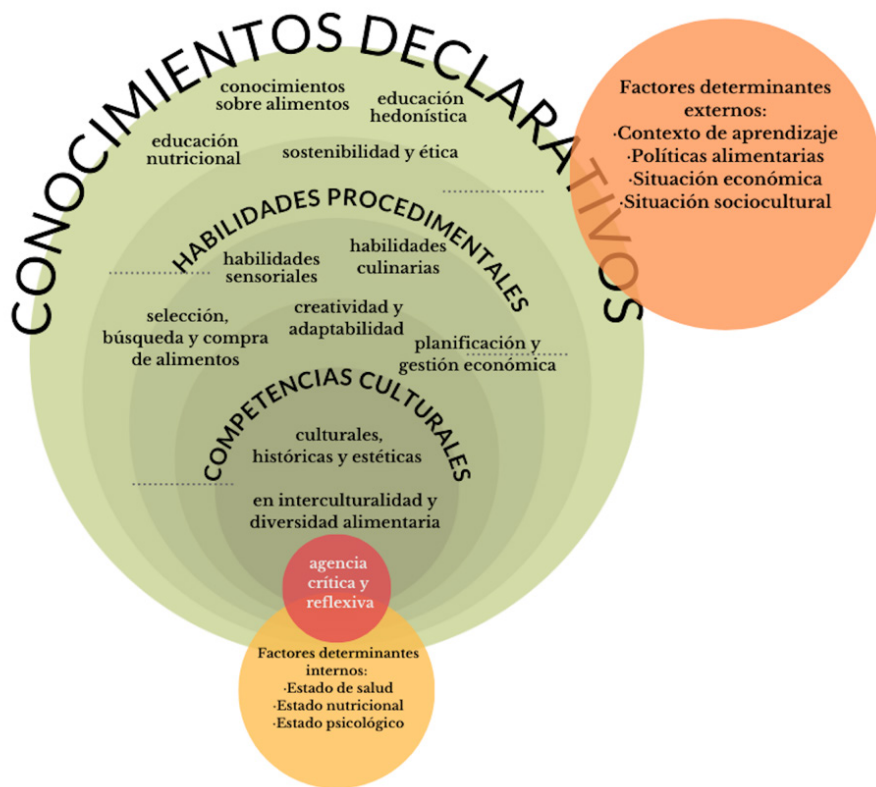 CONOCIMIENTOS DECLARATIVOS
conocimientos
sobre alimentos
educación
hedonística
educación
nutricional
sostenibilidad y ética
HABILIDADES PROCEDIMENTALES
habilidades
sensoriales
habilidades
culinarias
selección,
búsqueda y compra
de alimentos
creatividad y
adaptabilidad
planificación y
gestión económica
COMPETENCIAS CULTURALES
culturales,
históricas y estéticas
en interculturalidad y
diversidad alimentaria
agencia
crítica y
reflexiva
Factores determinantes
internos:
·Estado de salud
·Estado nutricional
·Estado psicológico
Factores determinantes
externos:
·Contexto de aprendizaje
·Políticas alimentarias
·Situación económica
·Situación sociocultural